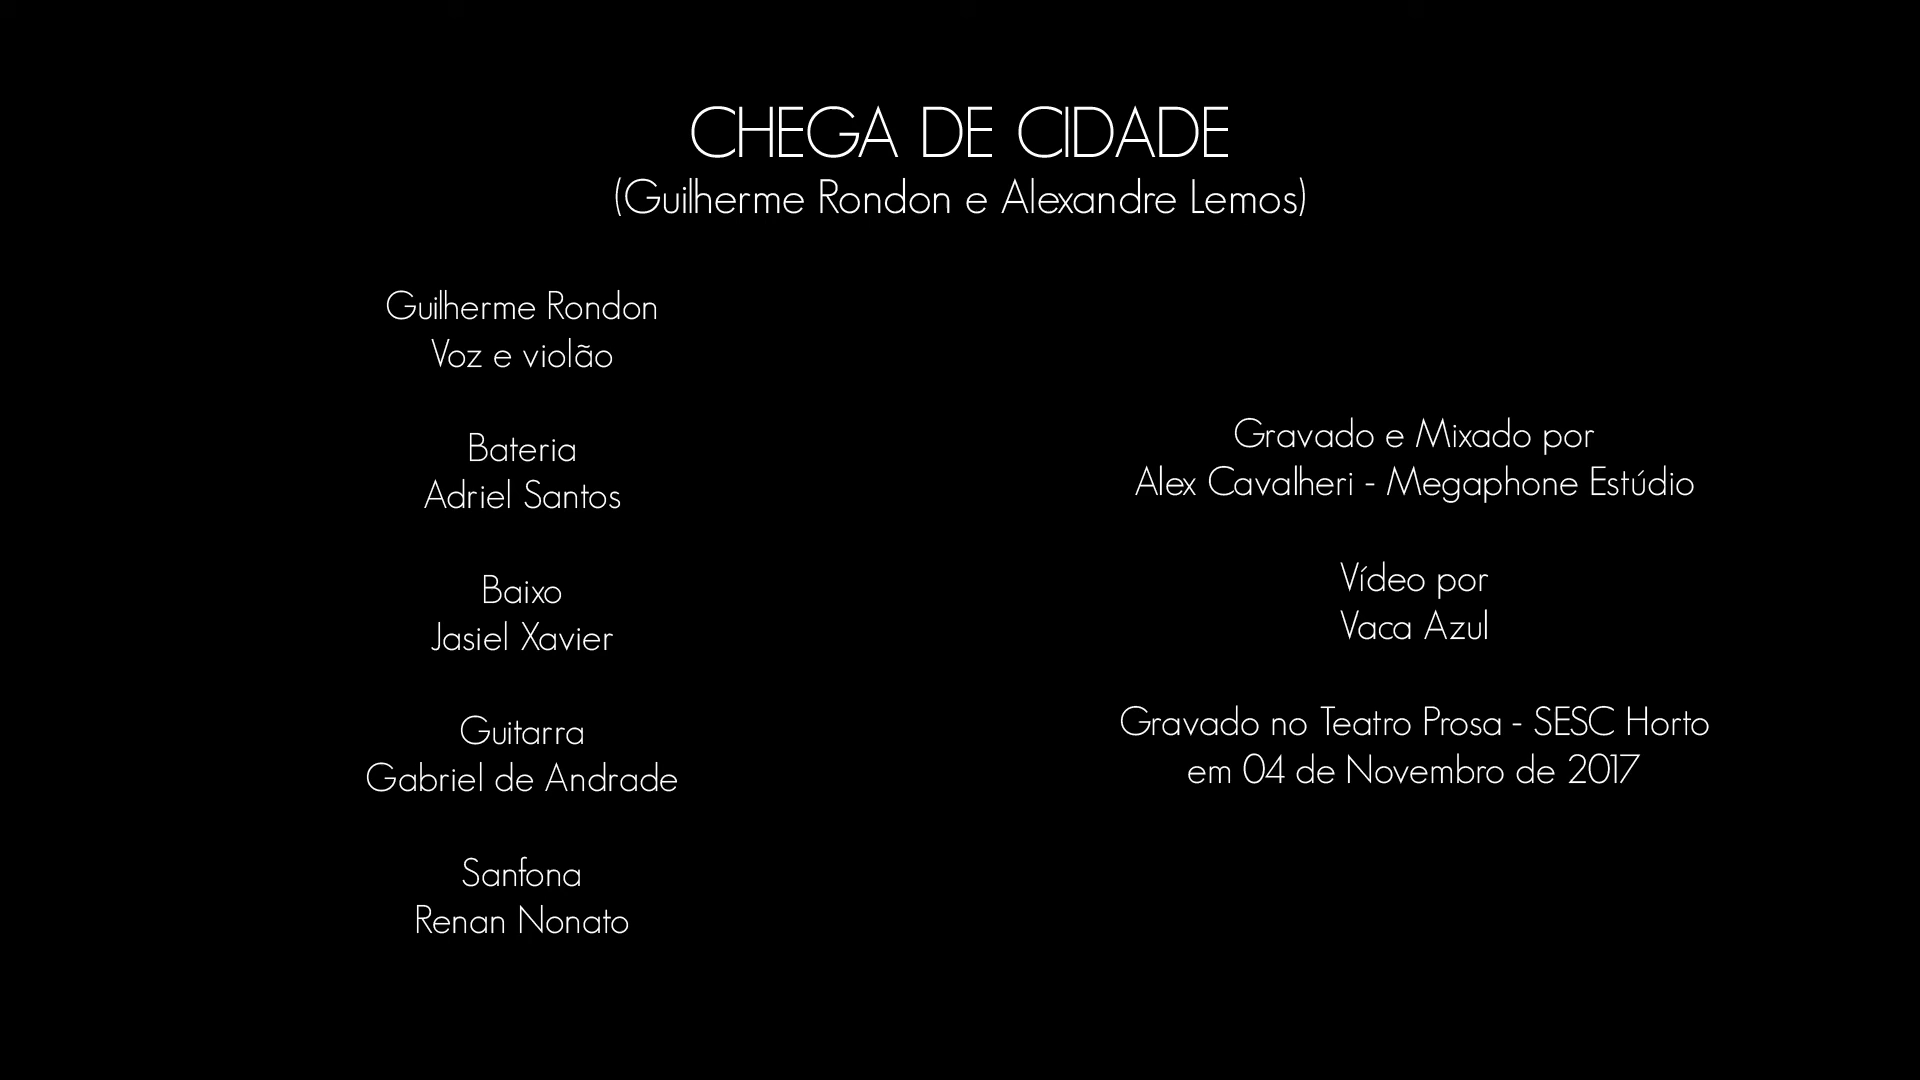 CHEGA DE CIDADE
(Guilherme Rondon e Alexandre Lemos)
Guilherme Rondon
Voz e violão
Bateria
Adriel Santos
Baixo
Jasiel Xavier
Guitarra
Gabriel de Andrade
Sanfona
Renan Nonato
Gravado e Mixado por
Alex Cavalheri - Megaphone Estúdio
Vídeo por
Vaca Azul
Gravado no Teatro Prosa - SESC Horto
em 04 de Novembro de 2017